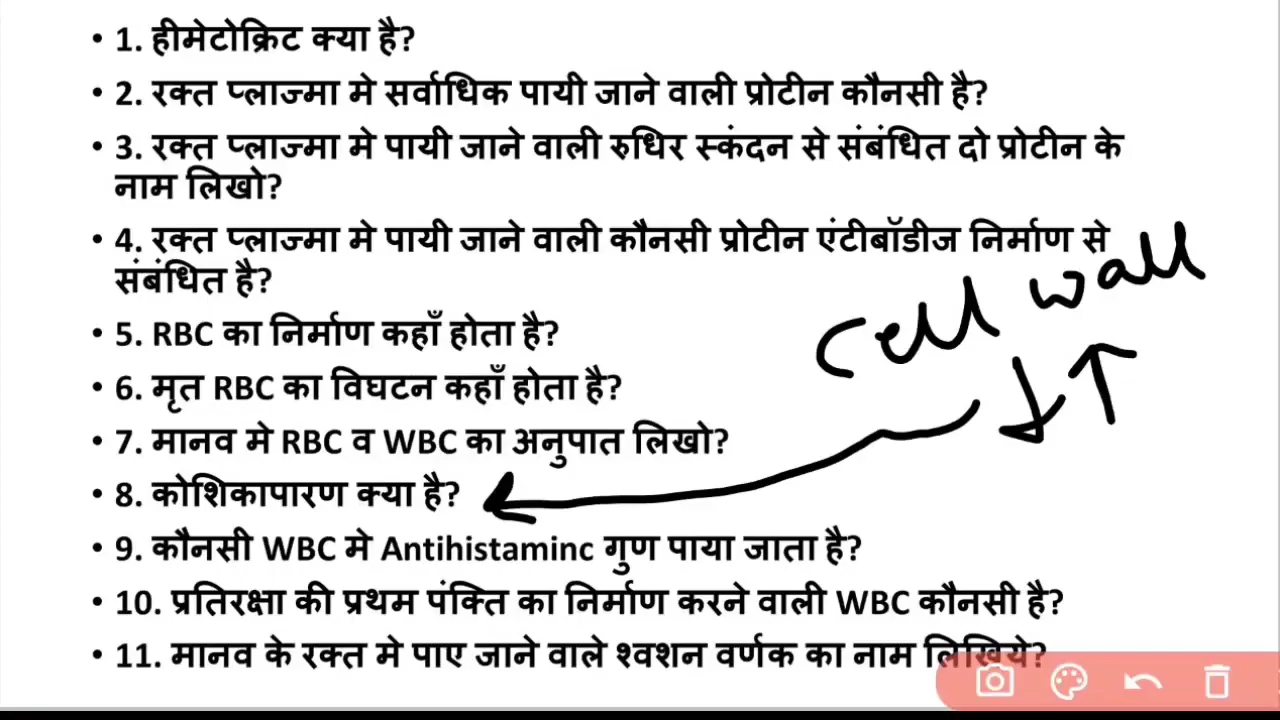 • 1. हीमेटोक्रिट क्या है?
• 2. रक्त प्लाज्मा मे सर्वाधिक पायी जाने वाली प्रोटीन कौनसी है?
• 3. रक्त प्लाज्मा मे पायी जाने वाली रुधिर स्कंदन से संबंधित दो प्रोटीन के
नाम लिखो?
• 4. रक्त प्लाज्मा मे पायी जाने वाली कौनसी प्रोटीन एंटीबॉडीज निर्माण से
संबंधित है?
cell wall
• 5. RBC का निर्माण कहाँ होता है?
• 6. मृत RBC का विघटन कहाँ होता है?
• 7. मानव मे RBC व WBC का अनुपात लिखो?
• 8. कोशिकापारण क्या है?
• 9. कौनसी WBC मे Antihistaminc गुण पाया जाता है?
• 10. प्रतिरक्षा की प्रथम पंक्ति का निर्माण करने वाली WBC कौनसी है?
• 11. मानव के रक्त मे पाए जाने वाले श्वशन वर्णक का नाम लिखिये?